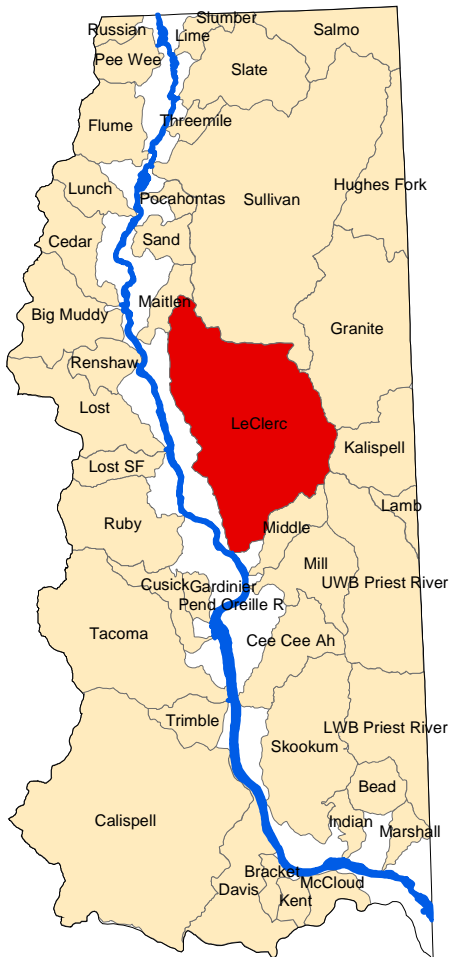 Slumber
Russian
Lime
Salmo
Pee Wee
Slate
Flume
Threemile
Lunch
Pocahontas
Sullivan
Hughes Fork
Cedar
Sand
Maitlen
Big Muddy
Granite
Renshaw
Lost
LeClerc
Kalispell
Lost SF
Lamb
Ruby
Middle
Mill
Cusick
Gardinier
UWB Priest River
Pend Oreille R
Tacoma
Cee Cee Ah
Trimble
LWB Priest River
Skookum
Bead
Calispell
Indian
Marshall
Bracket
McCloud
Davis
Kent